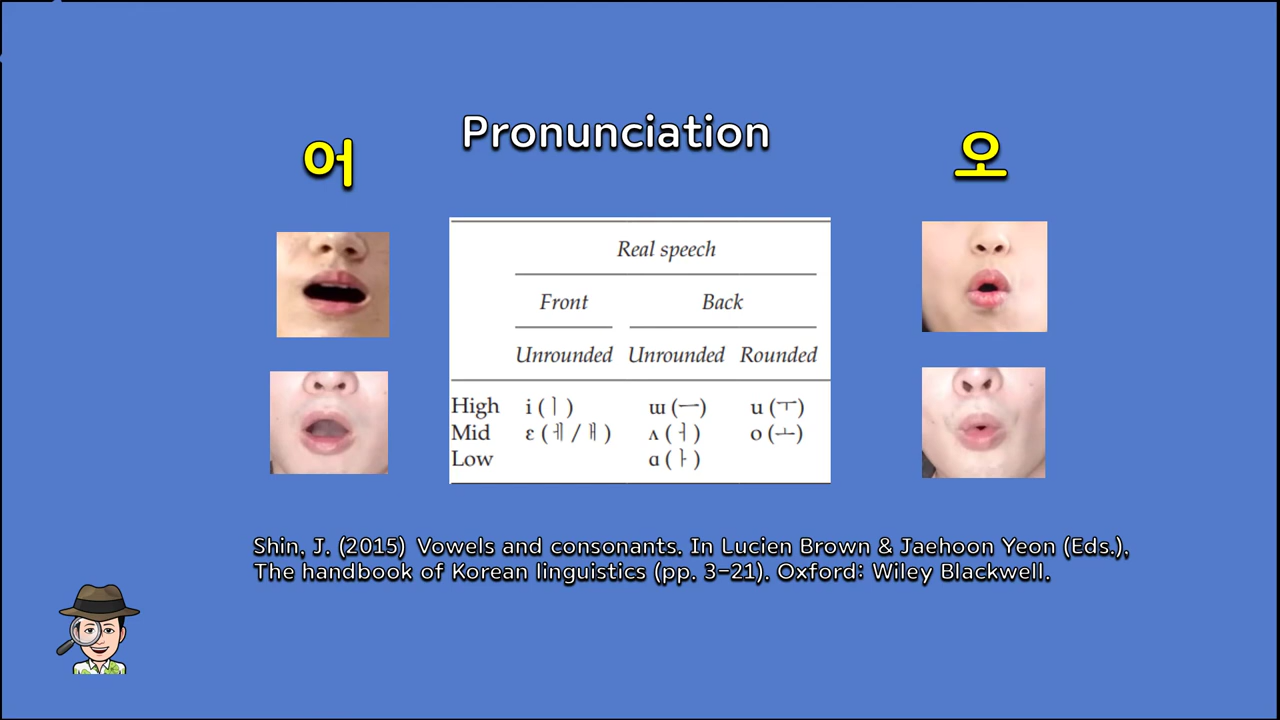 Pronunciation
어
오
Real speech
Front Back
Unrounded Unrounded Rounded
High i (ㅣ) ɯ (ㅡ) u (ㅜ)
Mid ɛ (ㅔ/ㅐ) ʌ (ㅓ) o (ㅗ)
Low ɑ (ㅏ)
Shin, J. (2015) Vowels and consonants. In Lucien Brown & Jaehoon Yeon (Eds.),
The handbook of Korean linguistics (pp. 3-21). Oxford: Wiley Blackwell.